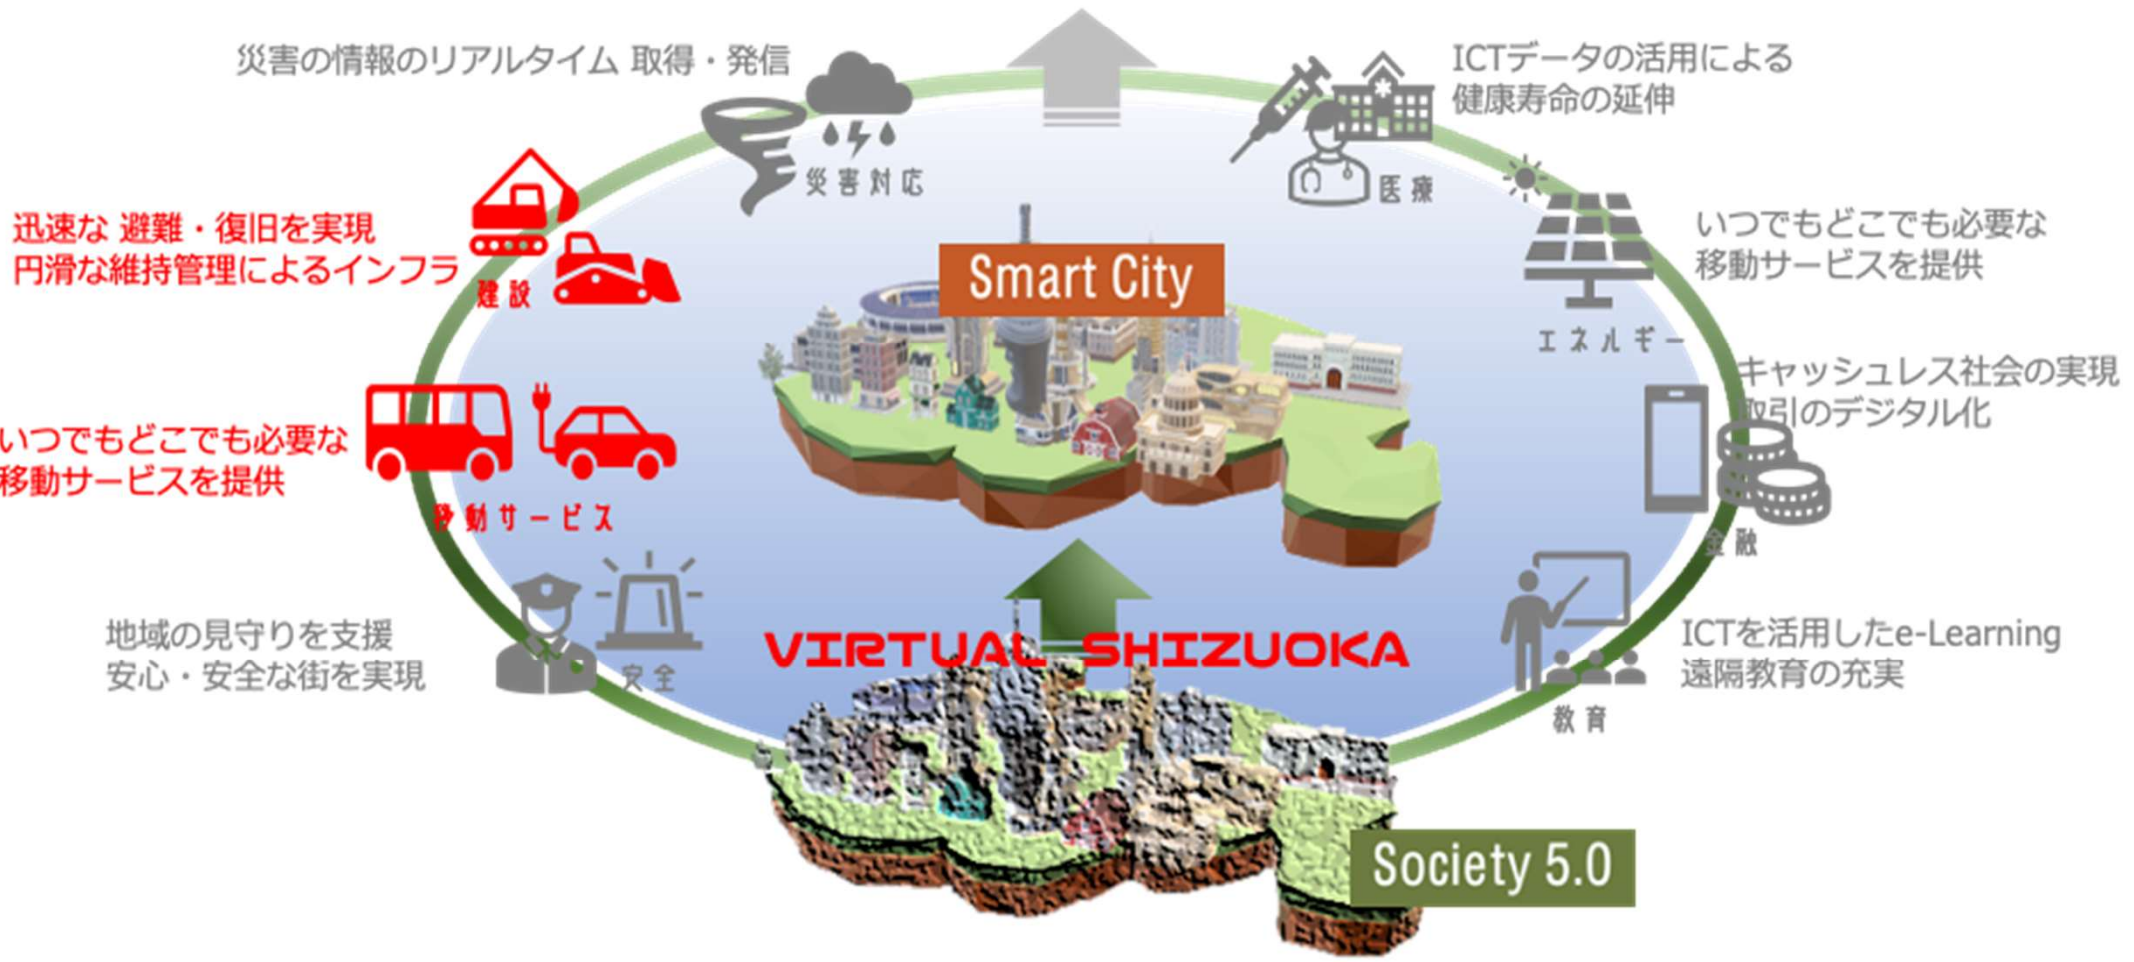 災害の情報のリアルタイム 取得・発信
災害対応
ICTデータの活用による
健康寿命の延伸
医療
迅速な 避難・復旧を実現
円滑な維持管理によるインフラ
建設
Smart City
いつでもどこでも必要な
移動サービスを提供
エネルギー
キャッシュレス社会の実現
取引のデジタル化
金融
いつでもどこでも必要な
移動サービスを提供
移動サービス
VIRTUAL SHIZUOKA
地域の見守りを支援
安心・安全な街を実現
安全
ICTを活用したe-Learning
遠隔教育の充実
教育
Society 5.0